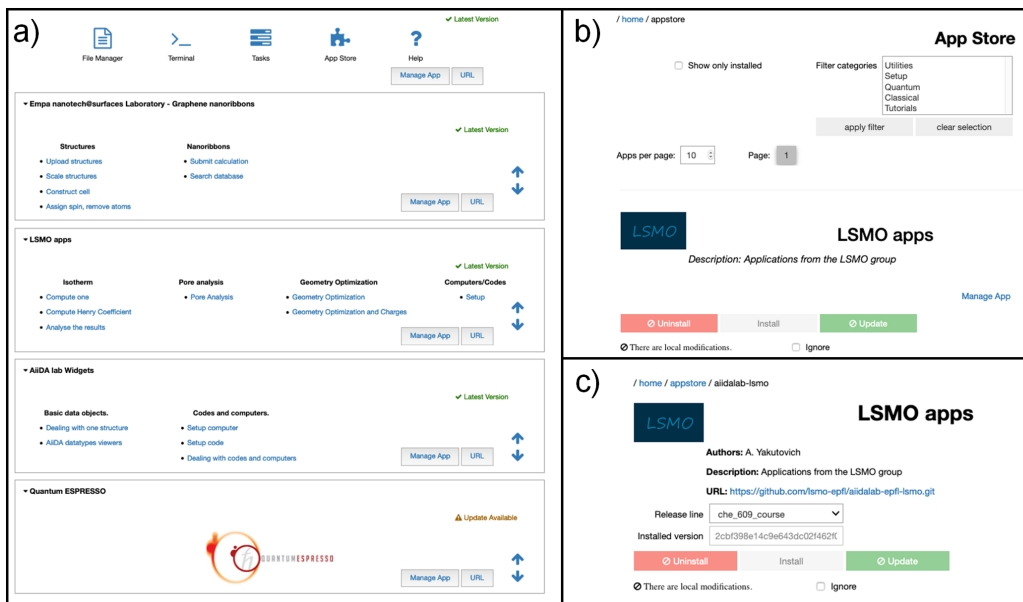 a)
✓ Latest Version
File Manager
Terminal
Tasks
App Store
Help
Manage App
URL
Empa nanotech@surfaces Laboratory - Graphene nanoribbons
✓ Latest Version
Structures
Nanoribbons
• Upload structures
• Submit calculation
• Scale structures
• Search database
• Construct cell
• Assign spin, remove atoms
Manage App
URL
LSMO apps
✓ Latest Version
Isotherm
Pore analysis
Geometry Optimization
Computers/Codes
• Compute one
• Pore Analysis
• Geometry Optimization
• Setup
• Compute Henry Coefficient
• Geometry Optimization and Charges
• Analyse the results
Manage App
URL
AiiDA lab Widgets
✓ Latest Version
Basic data objects.
Codes and computers.
• Dealing with one structure
• Setup computer
• AiiDA datatypes viewers
• Setup code
• Dealing with codes and computers
Manage App
URL
Quantum ESPRESSO
Update Available
QUANTUMESPRESSO
Manage App
URL
b)
/ home / appstore
App Store
Show only installed
Filter categories
Utilities
Setup
Quantum
Classical
Tutorials
apply filter
clear selection
Apps per page: 10
Page: 1
LSMO
LSMO apps
Description: Applications from the LSMO group
Manage App
Uninstall
Install
Update
There are local modifications.
Ignore
c)
/ home / appstore / aiidalab-lsmo
LSMO
LSMO apps
Authors: A. Yakutovich
Description: Applications from the LSMO group
URL: https://github.com/lsmo-epfl/aiidalab-epfl-lsmo.git
Release line che_609_course
Installed version 2cbf398e14c9e643dc02f462f
Uninstall
Install
Update
There are local modifications.
Ignore